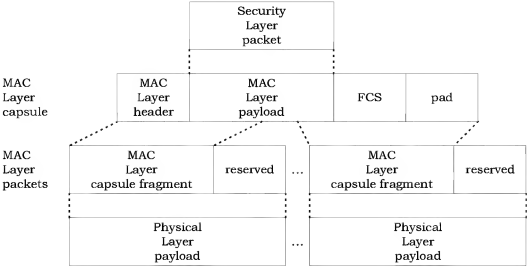 Security
Layer
packet
MAC
Layer
capsule
MAC
Layer
header
MAC
Layer
payload
FCS
pad
MAC
Layer
packets
MAC
Layer
capsule fragment
reserved
...
MAC
Layer
capsule fragment
reserved
Physical
Layer
payload
...
Physical
Layer
payload